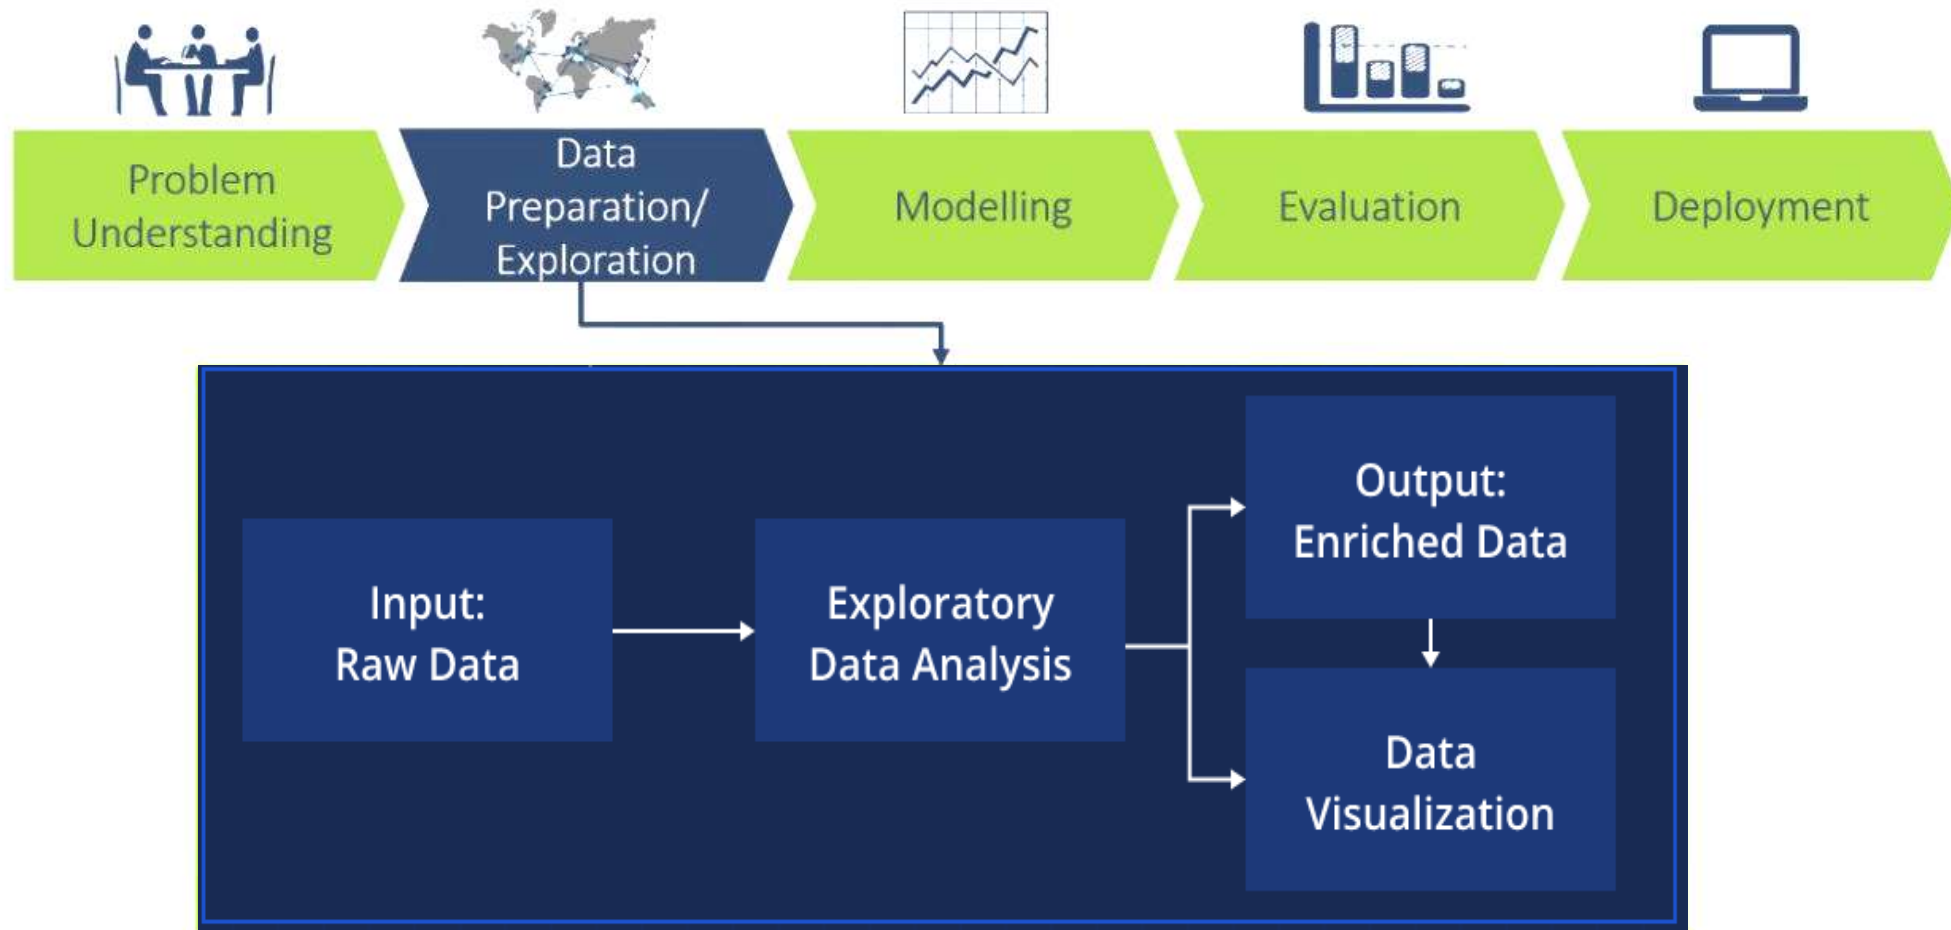 Problem
Understanding
Data
Preparation/
Exploration
Modelling
Evaluation
Deployment
Input:
Raw Data
Exploratory
Data Analysis
Output:
Enriched Data
Data
Visualization